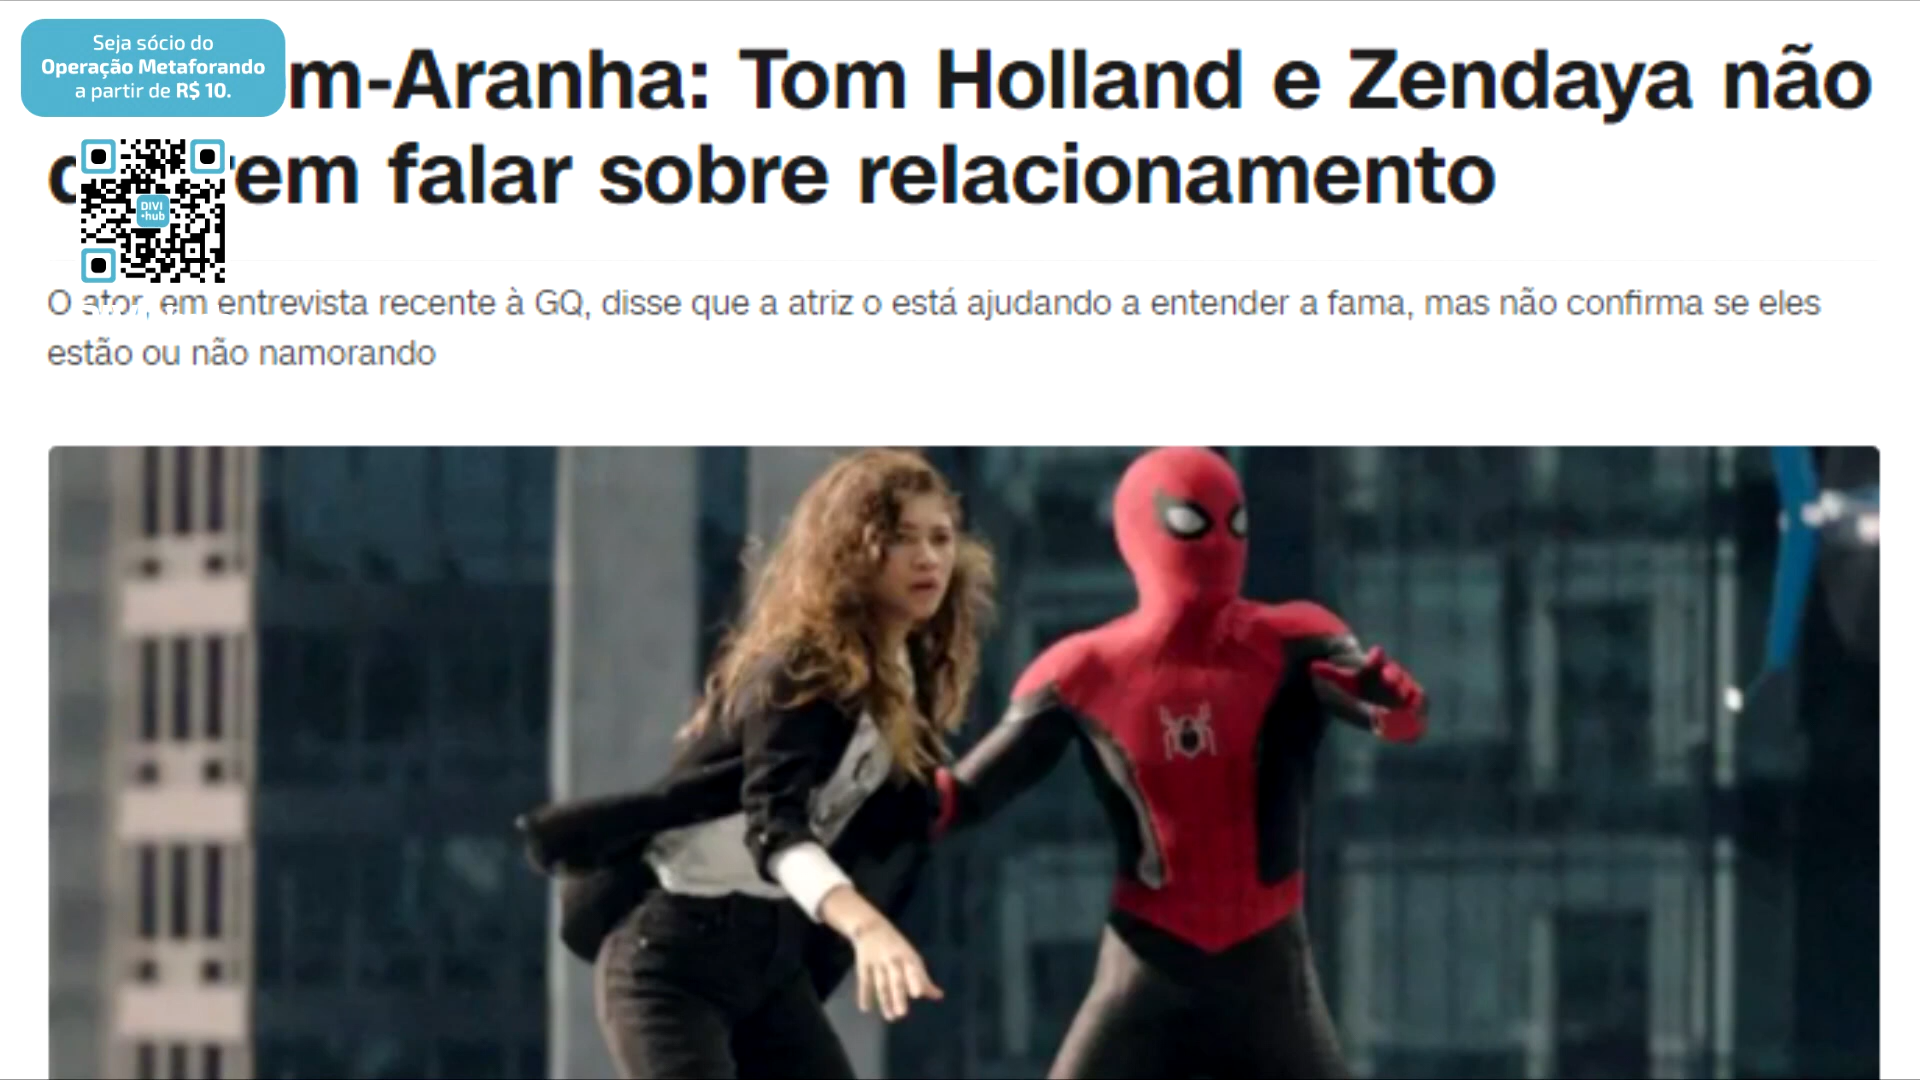 Seja sócio do
Operação Metaforando
a partir de R$ 10.
m-Aranha: Tom Holland e Zendaya não
em falar sobre relacionamento
DIVI
•hub
O ator, em entrevista recente à GQ, disse que a atriz o está ajudando a entender a fama, mas não confirma se eles
estão ou não namorando